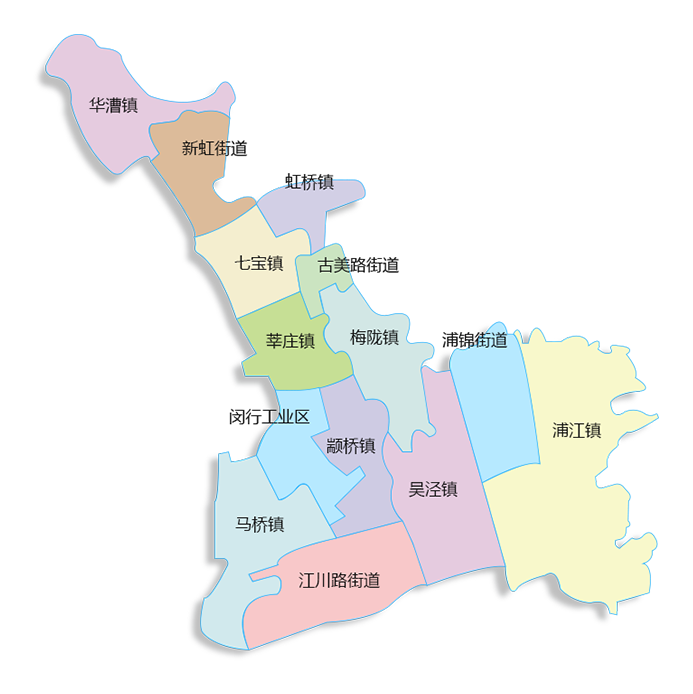 华漕镇
新虹街道
虹桥镇
七宝镇
古美路街道
莘庄镇
梅陇镇
浦锦街道
闵行工业区
颛桥镇
浦江镇
吴泾镇
马桥镇
江川路街道